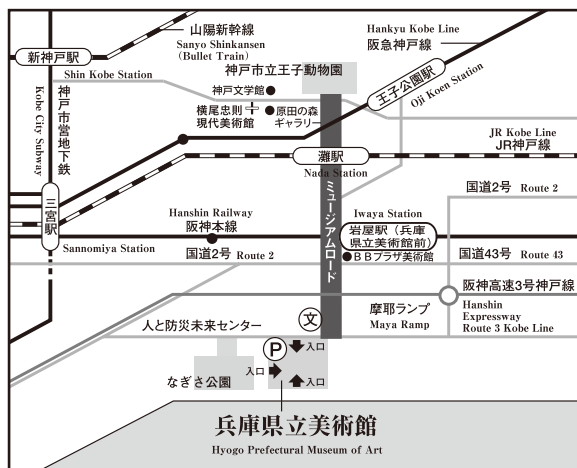 山陽新幹線
Sanyo Shinkansen
(Bullet Train)
Hankyu Kobe Line
阪急神戸線
新神戸駅
Shin Kobe Station
神戸市立王子動物園
神戸文学館
横尾忠則
現代美術館
原田の森
ギャラリー
王子公園駅
Oji Koen Station
神戸市営地下鉄
Kobe City Subway
JR Kobe Line
JR神戸線
灘駅
Nada Station
ミュージアムロード
三宮駅
Sannomiya Station
Hanshin Railway
阪神本線
国道2号 Route 2
Iwaya Station
岩屋駅(兵庫
県立美術館前)
BBプラザ美術館
国道2号 Route 2
国道43号 Route 43
阪神高速3号神戸線
Hanshin
Expressway
Route 3 Kobe Line
摩耶ランプ
Maya Ramp
文
人と防災未来センター
P
入口
入口
入口
なぎさ公園
兵庫県立美術館
Hyogo Prefectural Museum of Art